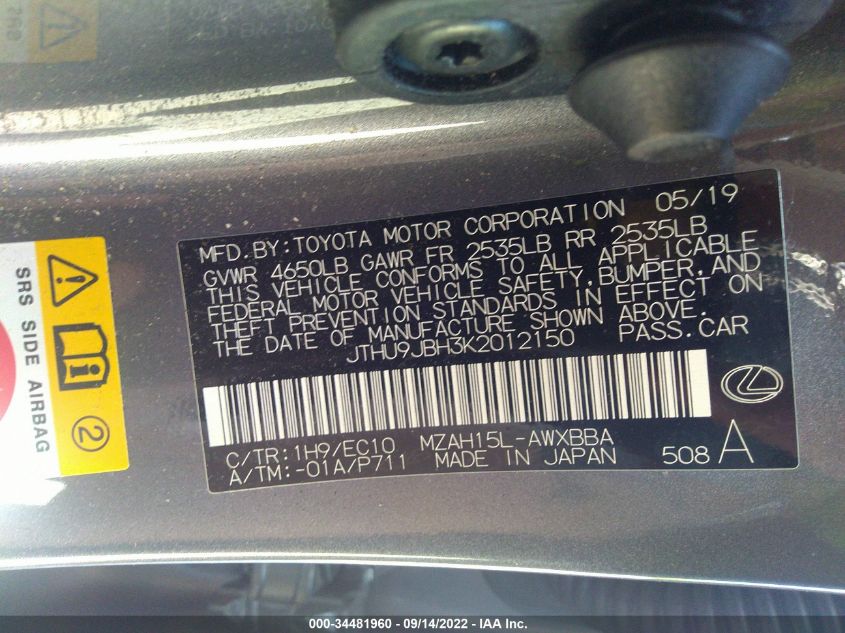 MFD.BY:TOYOTA MOTOR CORPORATION 05/19
GVWR 4650LB GAWR FR 2535LB RR 2535LB
THIS VEHICLE CONFORMS TO ALL APPLICABLE
FEDERAL MOTOR VEHICLE SAFETY,BUMPER,AND
THEFT PREVENTION STANDARDS IN EFFECT ON
THE DATE OF MANUFACTURE SHOWN ABOVE.
JTHU9JBH3K2012150 PASS.CAR
C/TR:1H9/EC10 MZAH15L-AWXBBA
A/TM:-01A/P711 MADE IN JAPAN 508 A
SRS SIDE AIRBAG
2
000-34481960 - 09/14/2022 - IAA Inc.